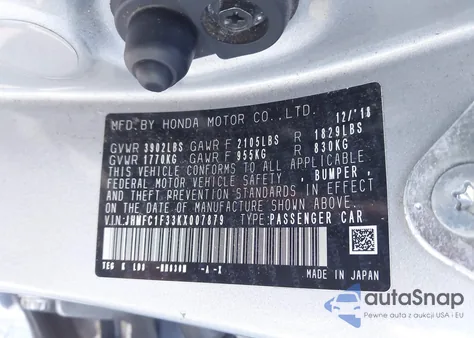 MFD.BY HONDA MOTOR CO.,LTD. 12/'18
GVWR 3902LBS GAWR F 2105LBS R 1829LBS
GVWR 1770KG GAWR F 955KG R 830KG
THIS VEHICLE CONFORMS TO ALL APPLICABLE
FEDERAL MOTOR VEHICLE SAFETY , BUMPER ,
AND THEFT PREVENTION STANDARDS IN EFFECT
ON THE DATE OF MANUFACTURE SHOWN ABOVE.
VIN:JHMFC1F33KX007879 TYPE:PASSENGER CAR
MADE IN JAPAN
autoSnap
Pewne auta z aukcji USA i EU